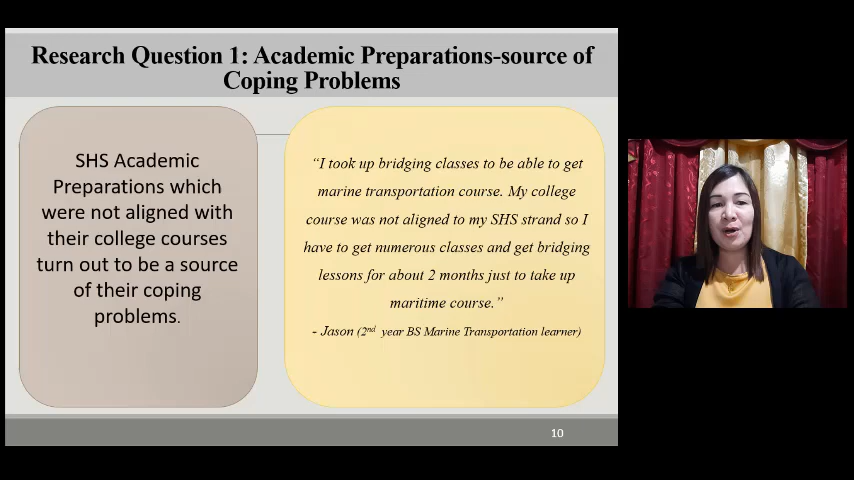 Research Question 1: Academic Preparations-source of
Coping Problems
SHS Academic
Preparations which
were not aligned with
their college courses
turn out to be a source
of their coping
problems.
“I took up bridging classes to be able to get
marine transportation course. My college
course was not aligned to my SHS strand so I
have to get numerous classes and get bridging
lessons for about 2 months just to take up
maritime course.”
- Jason (2nd year BS Marine Transportation learner)
10